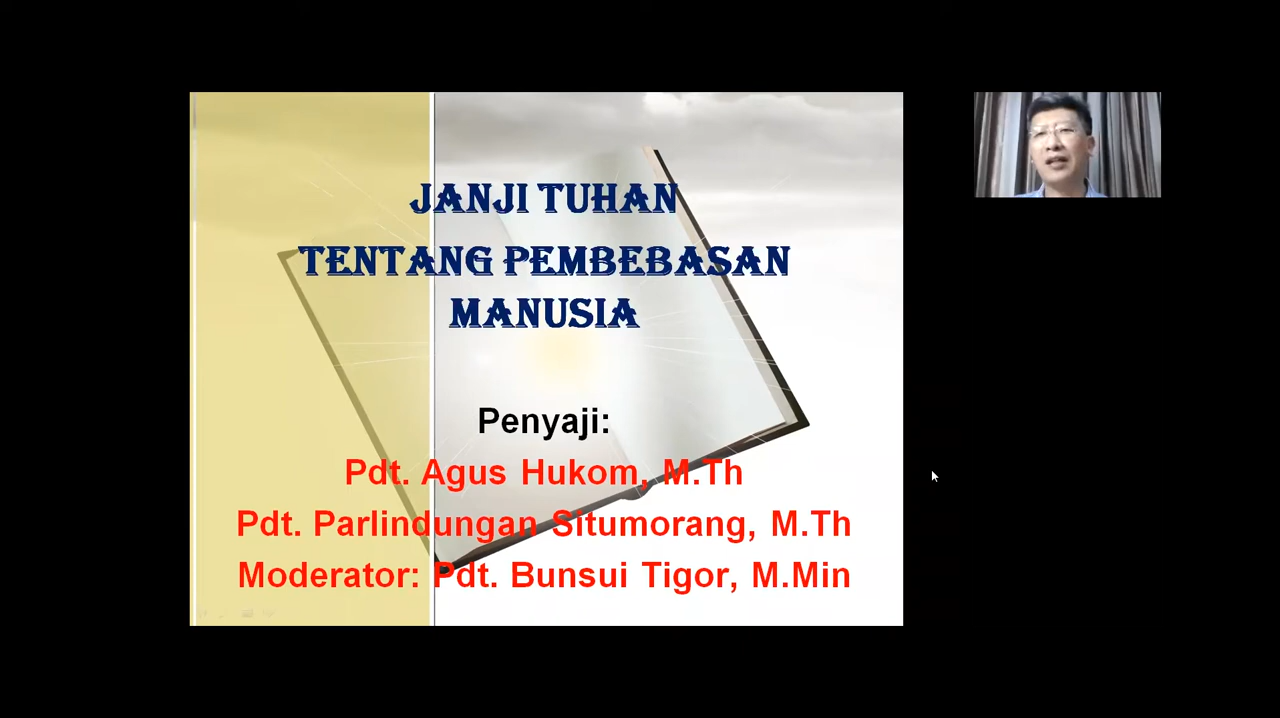 JANJI TUHAN
TENTANG PEMBEBASAN
MANUSIA
Penyaji:
Pdt. Agus Hukom, M.Th
Pdt. Parlindungan Situmorang, M.Th
Moderator: Pdt. Bunsui Tigor, M.Min